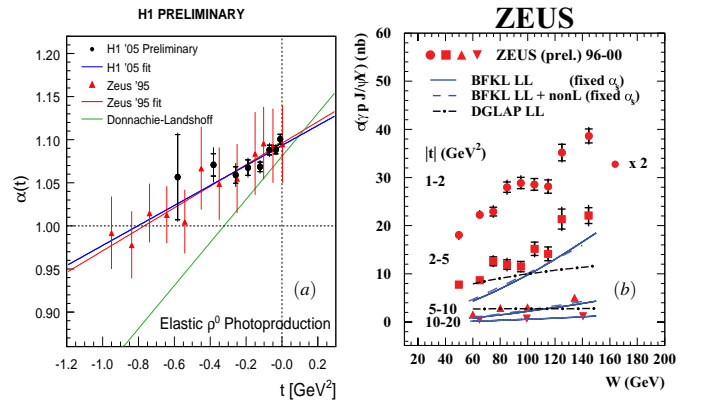 H1 PRELIMINARY
α(t)
1.20
1.15
1.10
1.05
1.00
0.95
0.90
H1 '05 Preliminary
H1 '05 fit
Zeus '95
Zeus '95 fit
Donnachie-Landshoff
(a)
Elastic ρ⁰ Photoproduction
-1.2 -1.0 -0.8 -0.6 -0.4 -0.2 -0.0 0.2
t [GeV²]
ZEUS
σ(γ p J/ψY) (nb)
60
50
40
30
20
10
0
ZEUS (prel.) 96-00
BFKL LL (fixed αs)
BFKL LL + nonL (fixed αs)
DGLAP LL
|t| (GeV²)
1-2
x 2
2-5
5-10
10-20
(b)
20 40 60 80 100 120 140 160 180 200
W (GeV)